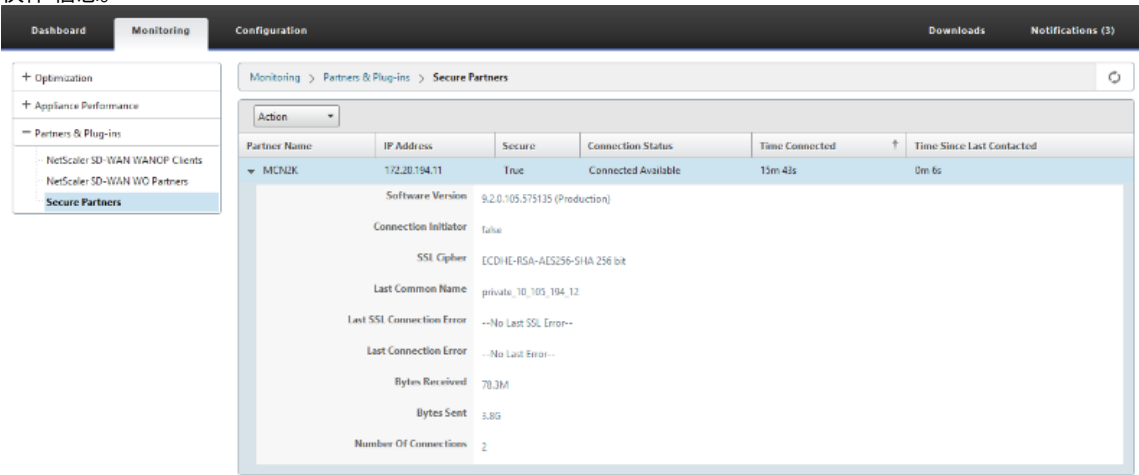 Dashboard Monitoring Configuration Downloads Notifications (3)
+ Optimization
+ Appliance Performance
− Partners & Plug-ins
NetScaler SD-WAN WANOP Clients
NetScaler SD-WAN WO Partners
Secure Partners
Monitoring > Partners & Plug-ins > Secure Partners
Action
Partner Name IP Address Secure Connection Status Time Connected ↑ Time Since Last Contacted
MCN2K 172.20.194.11 True Connected Available 15m 43s 0m 6s
Software Version 9.2.0.105.575135 (Production)
Connection Initiator false
SSL Cipher ECDHE-RSA-AES256-SHA 256 bit
Last Common Name private_10_105_194_12
Last SSL Connection Error --No Last SSL Error--
Last Connection Error --No Last Error--
Bytes Received 78.3M
Bytes Sent 3.8G
Number Of Connections 2